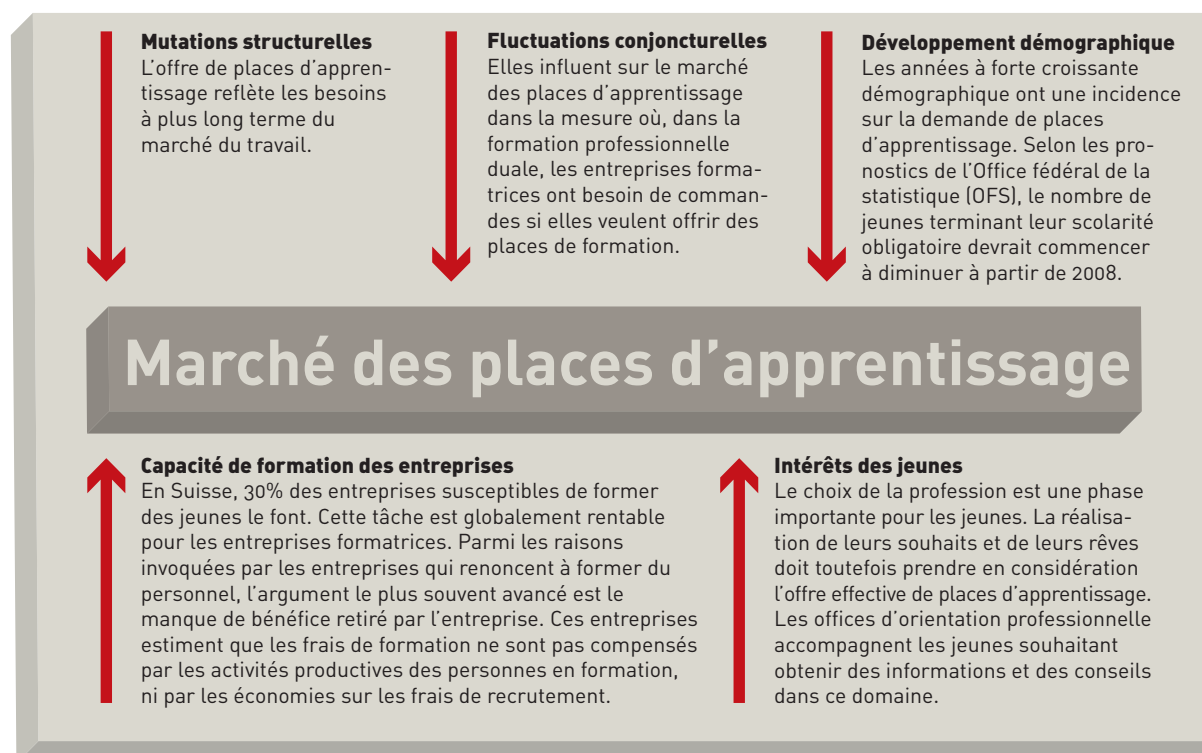 Mutations structurelles
L'offre de places d'appren-
tissage reflète les besoins
à plus long terme du
marché du travail.
Fluctuations conjoncturelles
Elles influent sur le marché
des places d'apprentissage
dans la mesure où, dans la
formation professionnelle
duale, les entreprises forma-
trices ont besoin de comman-
des si elles veulent offrir des
places de formation.
Développement démographique
Les années à forte croissante
démographique ont une incidence
sur la demande de places
d'apprentissage. Selon les pro-
nostics de l'Office fédéral de la
statistique (OFS), le nombre de
jeunes terminant leur scolarité
obligatoire devrait commencer
à diminuer à partir de 2008.
Marché des places d'apprentissage
Capacité de formation des entreprises
En Suisse, 30% des entreprises susceptibles de former
des jeunes le font. Cette tâche est globalement rentable
pour les entreprises formatrices. Parmi les raisons
invoquées par les entreprises qui renoncent à former du
personnel, l'argument le plus souvent avancé est le
manque de bénéfice retiré par l'entreprise. Ces entreprises
estiment que les frais de formation ne sont pas compensés
par les activités productives des personnes en formation,
ni par les économies sur les frais de recrutement.
Intérêts des jeunes
Le choix de la profession est une phase
importante pour les jeunes. La réalisa-
tion de leurs souhaits et de leurs rêves
doit toutefois prendre en considération
l'offre effective de places d'apprentissage.
Les offices d'orientation professionnelle
accompagnent les jeunes souhaitant
obtenir des informations et des conseils
dans ce domaine.